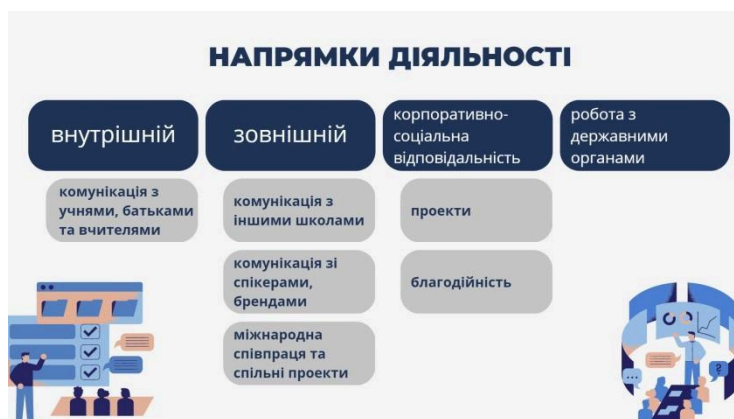 НАПРЯМКИ ДІЯЛЬНОСТІ
внутрішній
зовнішній
корпоративно-
соціальна
відповідальність
робота з
державними
органами
комунікація з
учнями, батьками
та вчителями
комунікація з
іншими школами
проекти
комунікація зі
спікерами,
брендами
благодійність
міжнародна
співпраця та
спільні проекти